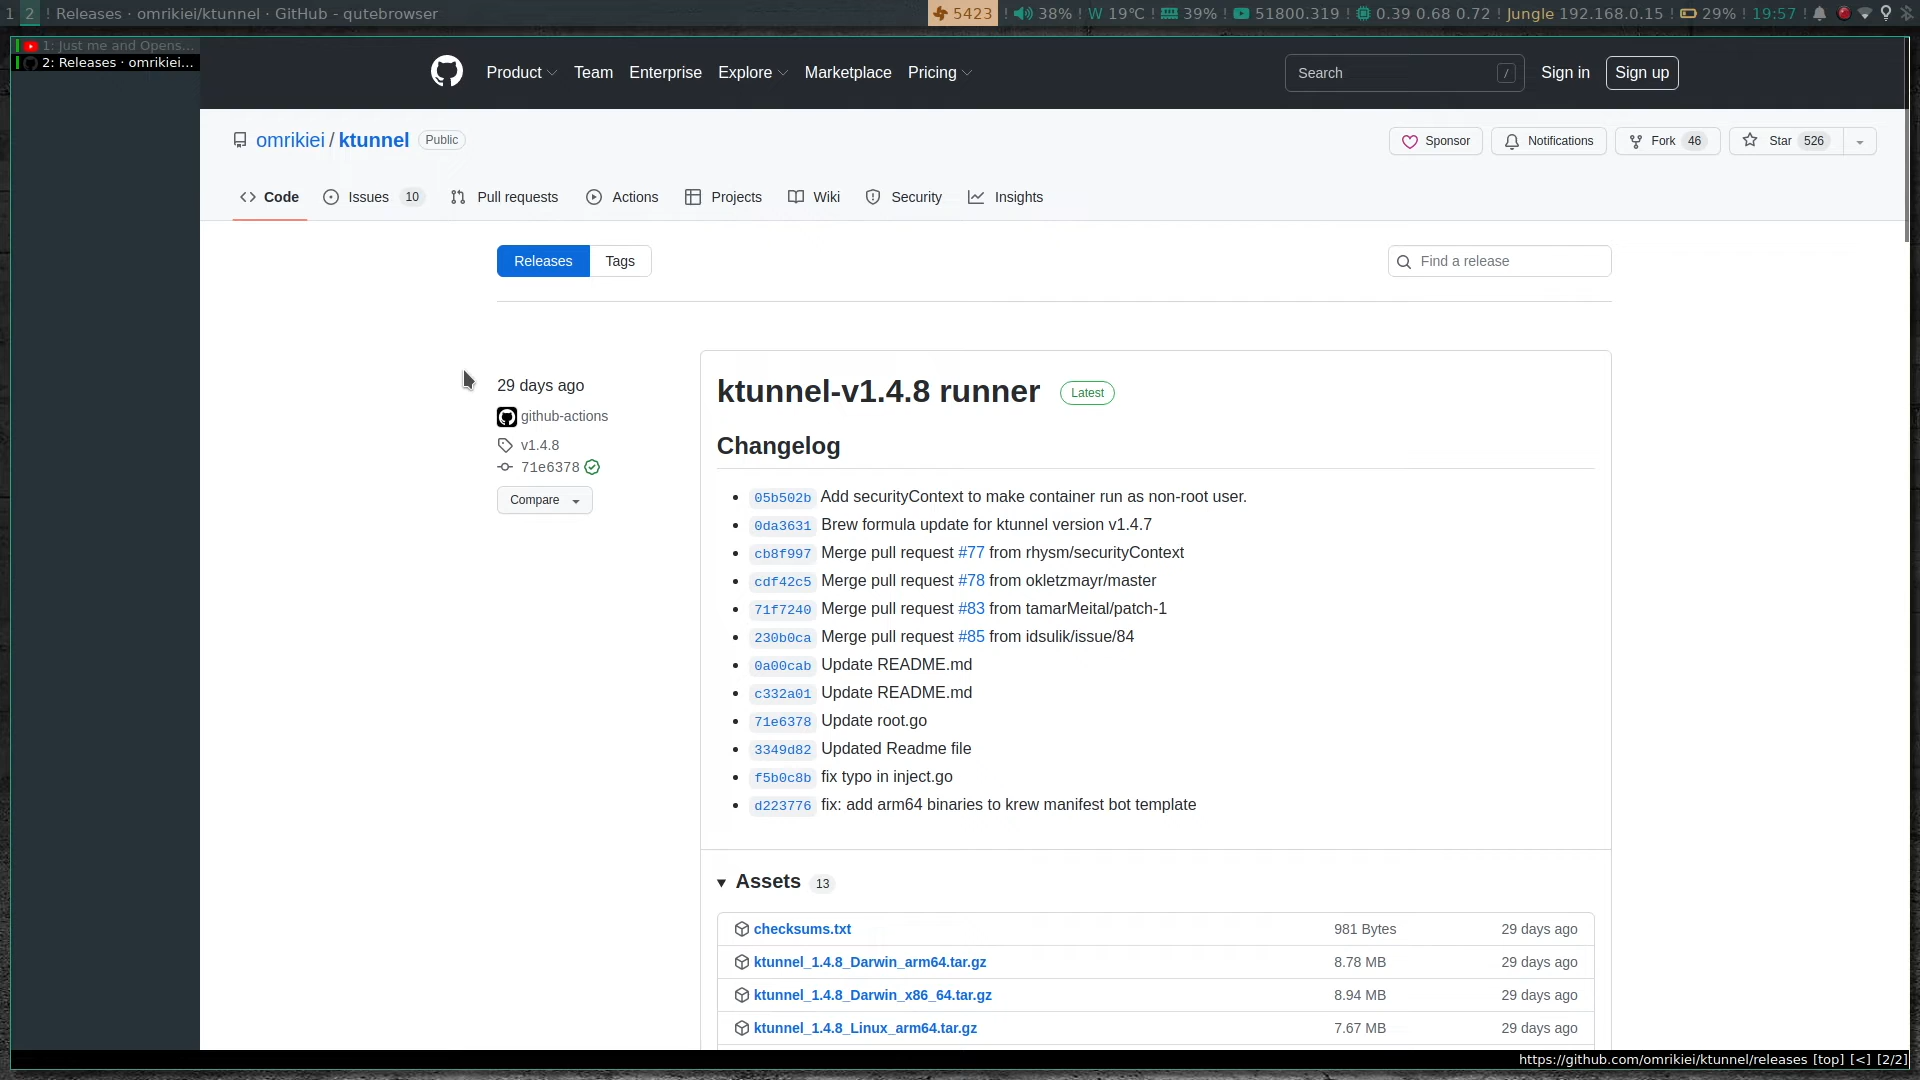 1 2 ! Releases · omrikiei/ktunnel · GitHub - qutebrowser 5423 ! 38% ! W 19℃ ! 39% ! 51800.319 ! 0.39 0.68 0.72 ! Jungle 192.168.0.15 ! 29% ! 19:57 !
1: Just me and Opens...
2: Releases · omrikiei...
Product Team Enterprise Explore Marketplace Pricing Search / Sign in Sign up
omrikiei / ktunnel Public Sponsor Notifications Fork 46 Star 526
Code Issues 10 Pull requests Actions Projects Wiki Security Insights
Releases Tags Find a release
29 days ago
github-actions
v1.4.8
71e6378
Compare
ktunnel-v1.4.8 runner Latest
Changelog
05b502b Add securityContext to make container run as non-root user.
0da3631 Brew formula update for ktunnel version v1.4.7
cb8f997 Merge pull request #77 from rhysm/securityContext
cdf42c5 Merge pull request #78 from okletzmayr/master
71f7240 Merge pull request #83 from tamarMeital/patch-1
230b0ca Merge pull request #85 from idsulik/issue/84
0a00cab Update README.md
c332a01 Update README.md
71e6378 Update root.go
3349d82 Updated Readme file
f5b0c8b fix typo in inject.go
d223776 fix: add arm64 binaries to krew manifest bot template
Assets 13
checksums.txt 981 Bytes 29 days ago
ktunnel_1.4.8_Darwin_arm64.tar.gz 8.78 MB 29 days ago
ktunnel_1.4.8_Darwin_x86_64.tar.gz 8.94 MB 29 days ago
ktunnel_1.4.8_Linux_arm64.tar.gz 7.67 MB 29 days ago
https://github.com/omrikiei/ktunnel/releases [top] [<] [2/2]